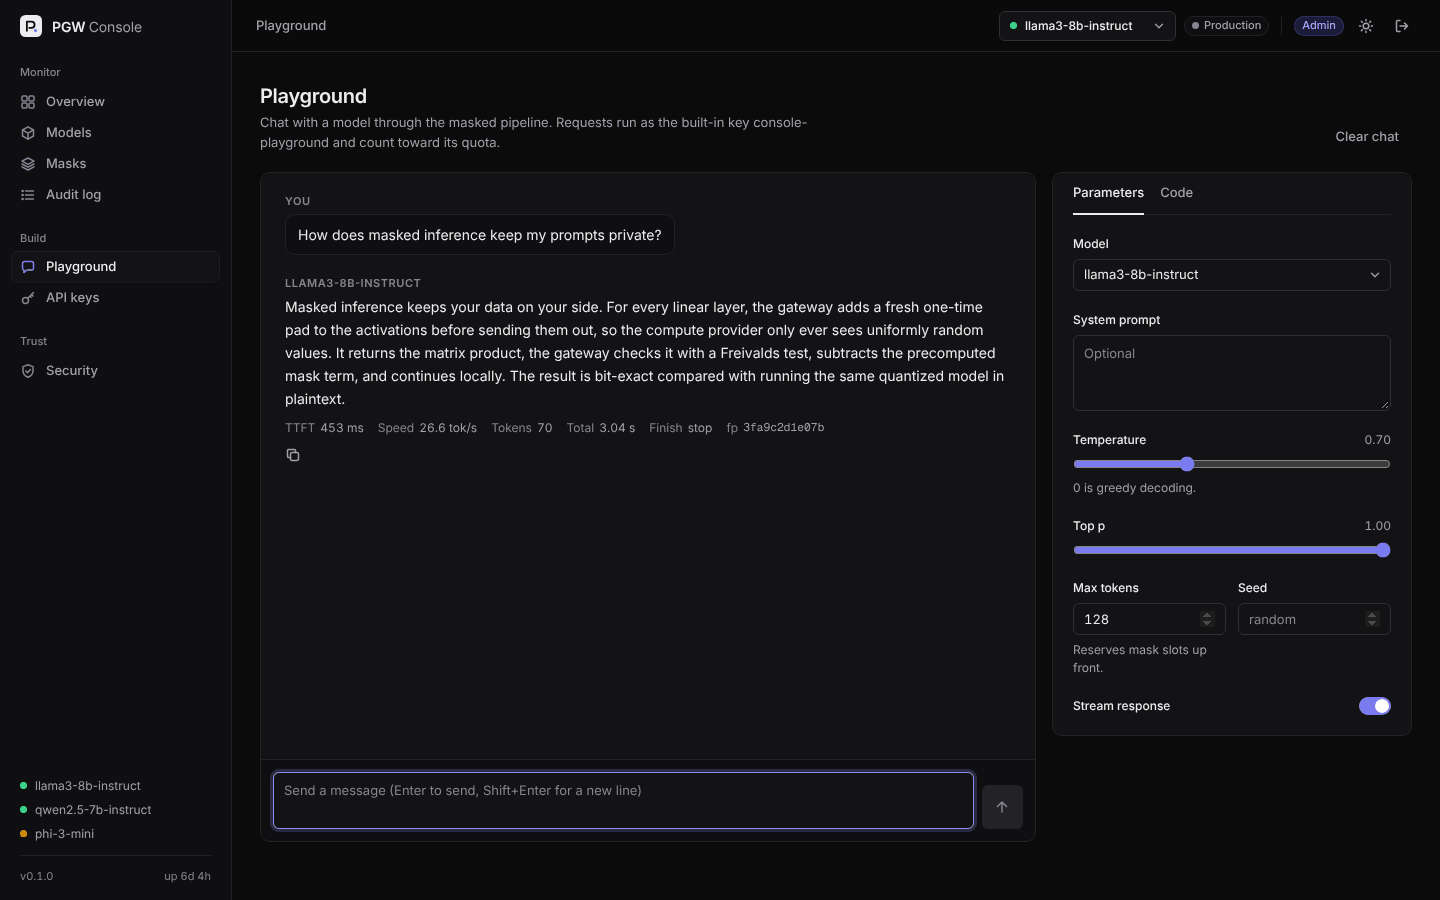 P.
PGW Console
Playground
llama3-8b-instruct
Production
Admin
Monitor
Overview
Models
Masks
Audit log
Build
Playground
API keys
Trust
Security
llama3-8b-instruct
qwen2.5-7b-instruct
phi-3-mini
v0.1.0
up 6d 4h
Playground
Chat with a model through the masked pipeline. Requests run as the built-in key console-
playground and count toward its quota.
Clear chat
YOU
How does masked inference keep my prompts private?
LLAMA3-8B-INSTRUCT
Masked inference keeps your data on your side. For every linear layer, the gateway adds a fresh one-time
pad to the activations before sending them out, so the compute provider only ever sees uniformly random
values. It returns the matrix product, the gateway checks it with a Freivalds test, subtracts the precomputed
mask term, and continues locally. The result is bit-exact compared with running the same quantized model in
plaintext.
TTFT 453 ms Speed 26.6 tok/s Tokens 70 Total 3.04 s Finish stop fp 3fa9c2d1e07b
Send a message (Enter to send, Shift+Enter for a new line)
Parameters Code
Model
llama3-8b-instruct
System prompt
Optional
Temperature 0.70
0 is greedy decoding.
Top p 1.00
Max tokens Seed
128 random
Reserves mask slots up
front.
Stream response